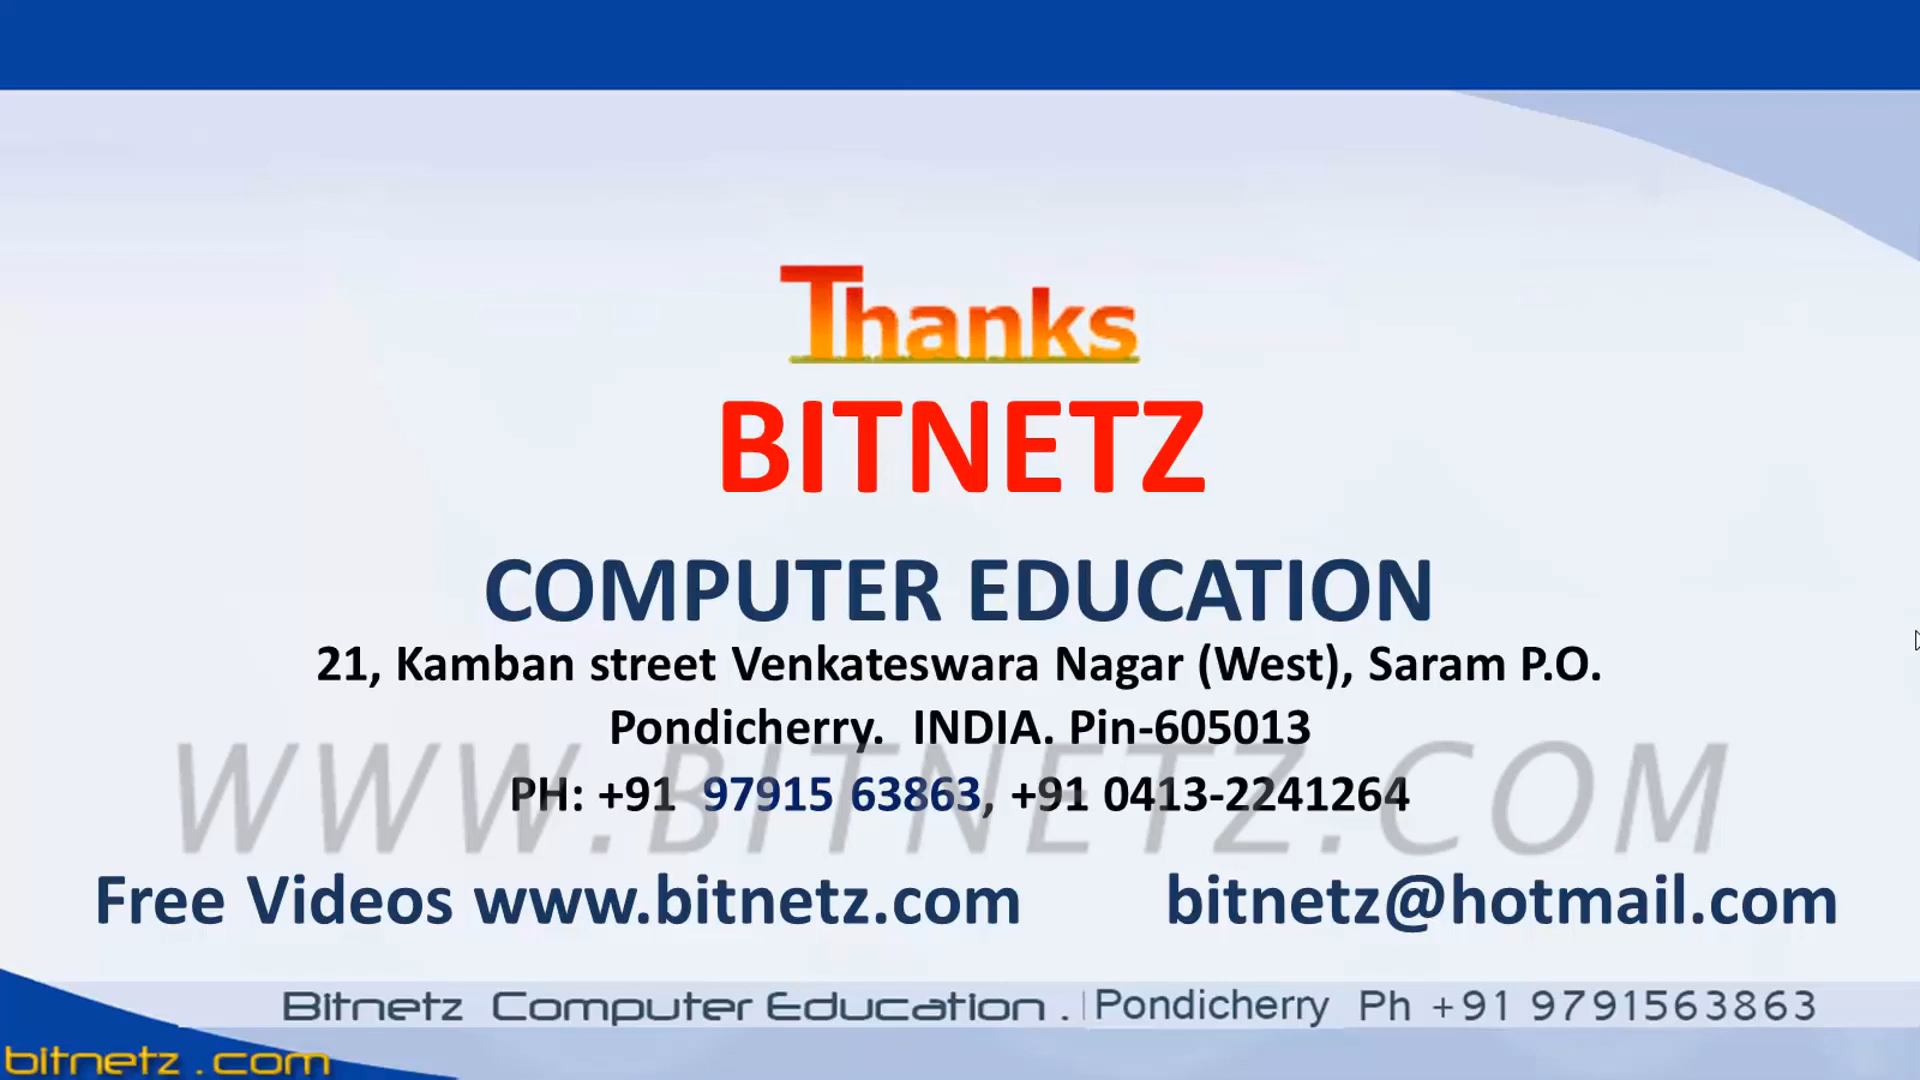 Thanks
BITNETZ
COMPUTER EDUCATION
21, Kamban street Venkateswara Nagar (West), Saram P.O.
Pondicherry. INDIA. Pin-605013
WWW.BITNETZ.COM
PH: +91 97915 63863, +91 0413-2241264
Free Videos www.bitnetz.com bitnetz@hotmail.com
Bitnetz Computer Education . | Pondicherry Ph +91 9791563863
bitnetz.com